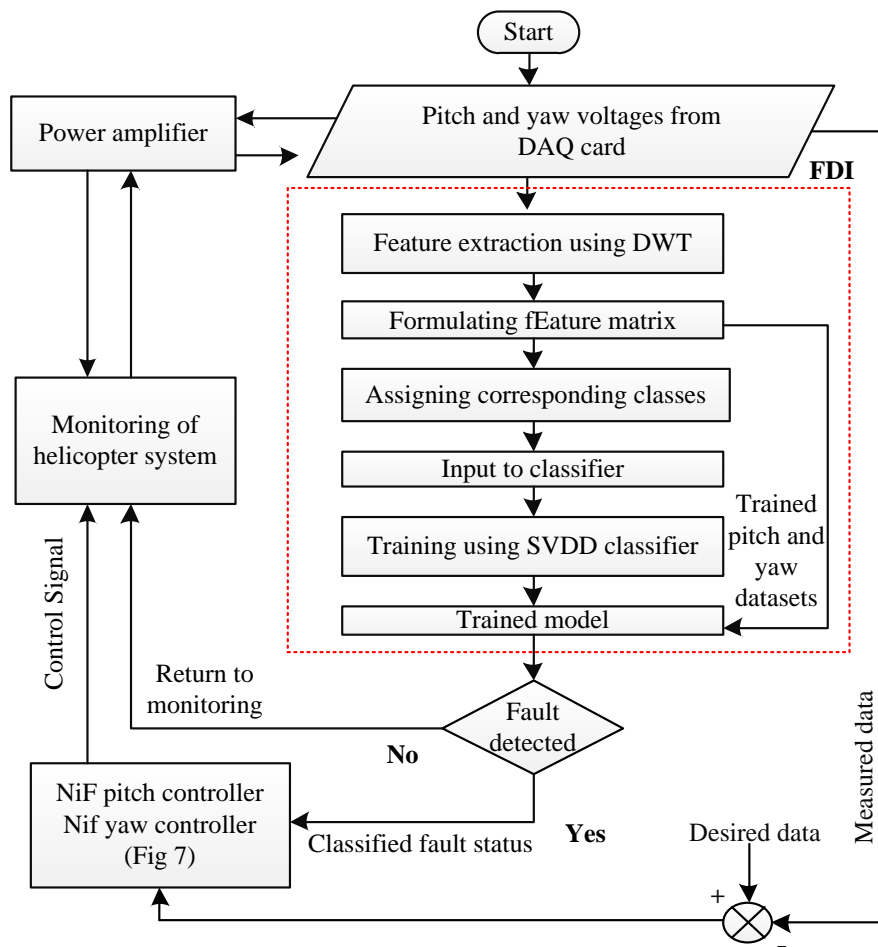 Start
Pitch and yaw voltages from
DAQ card
Power amplifier
FDI
Feature extraction using DWT
Formulating fEature matrix
Assigning corresponding classes
Monitoring of
helicopter system
Input to classifier
Training using SVDD classifier
Trained
pitch and
yaw
datasets
Trained model
Control Signal
Return to
monitoring
Fault
detected
No
Measured data
NiF pitch controller
Nif yaw controller
(Fig 7)
Classified fault status
Yes
Desired data
+
-